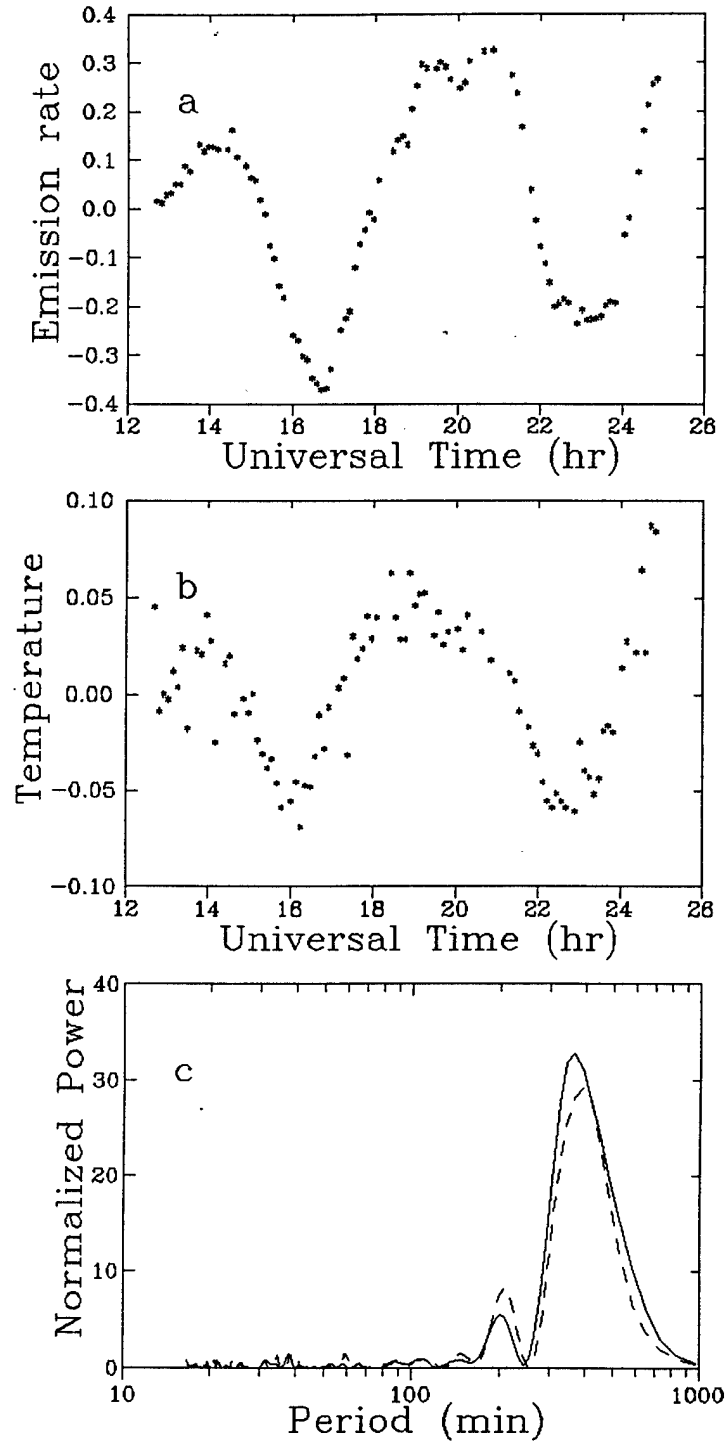 0.4
0.3
0.2
0.1
0.0
−0.1
−0.2
−0.3
−0.4
Emission rate
a
12 14 16 18 20 22 24 26
Universal Time (hr)
0.10
0.05
0.00
−0.05
−0.10
Temperature
b
12 14 16 18 20 22 24 26
Universal Time (hr)
40
30
20
10
0
Normalized Power
c
10 100 1000
Period (min)